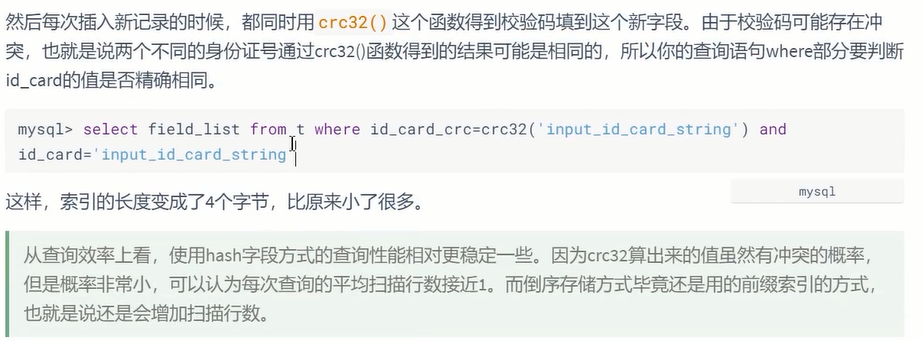 然后每次插入新记录的时候，都同时用 crc32() 这个函数得到校验码填到这个新字段。由于校验码可能存在冲
突，也就是说两个不同的身份证号通过crc32()函数得到的结果可能是相同的，所以你的查询语句where部分要判断
id_card的值是否精确相同。
mysql> select field_list from t where id_card_crc=crc32('input_id_card_string') and
id_card='input_id_card_string'
这样，索引的长度变成了4个字节，比原来小了很多。
mysql
从查询效率上看，使用hash字段方式的查询性能相对更稳定一些。因为crc32算出来的值虽然有冲突的概率，
但是概率非常小，可以认为每次查询的平均扫描行数接近1。而倒序存储方式毕竟还是用的前缀索引的方式，
也就是说还是会增加扫描行数。